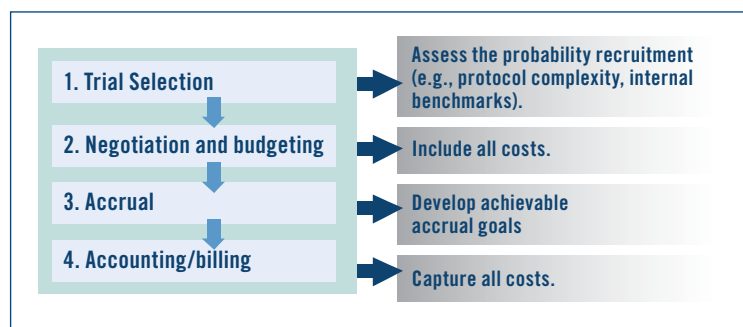 1. Trial Selection
Assess the probability recruitment
(e.g., protocol complexity, internal
benchmarks).
2. Negotiation and budgeting
Include all costs.
3. Accrual
Develop achievable
accrual goals
4. Accounting/billing
Capture all costs.